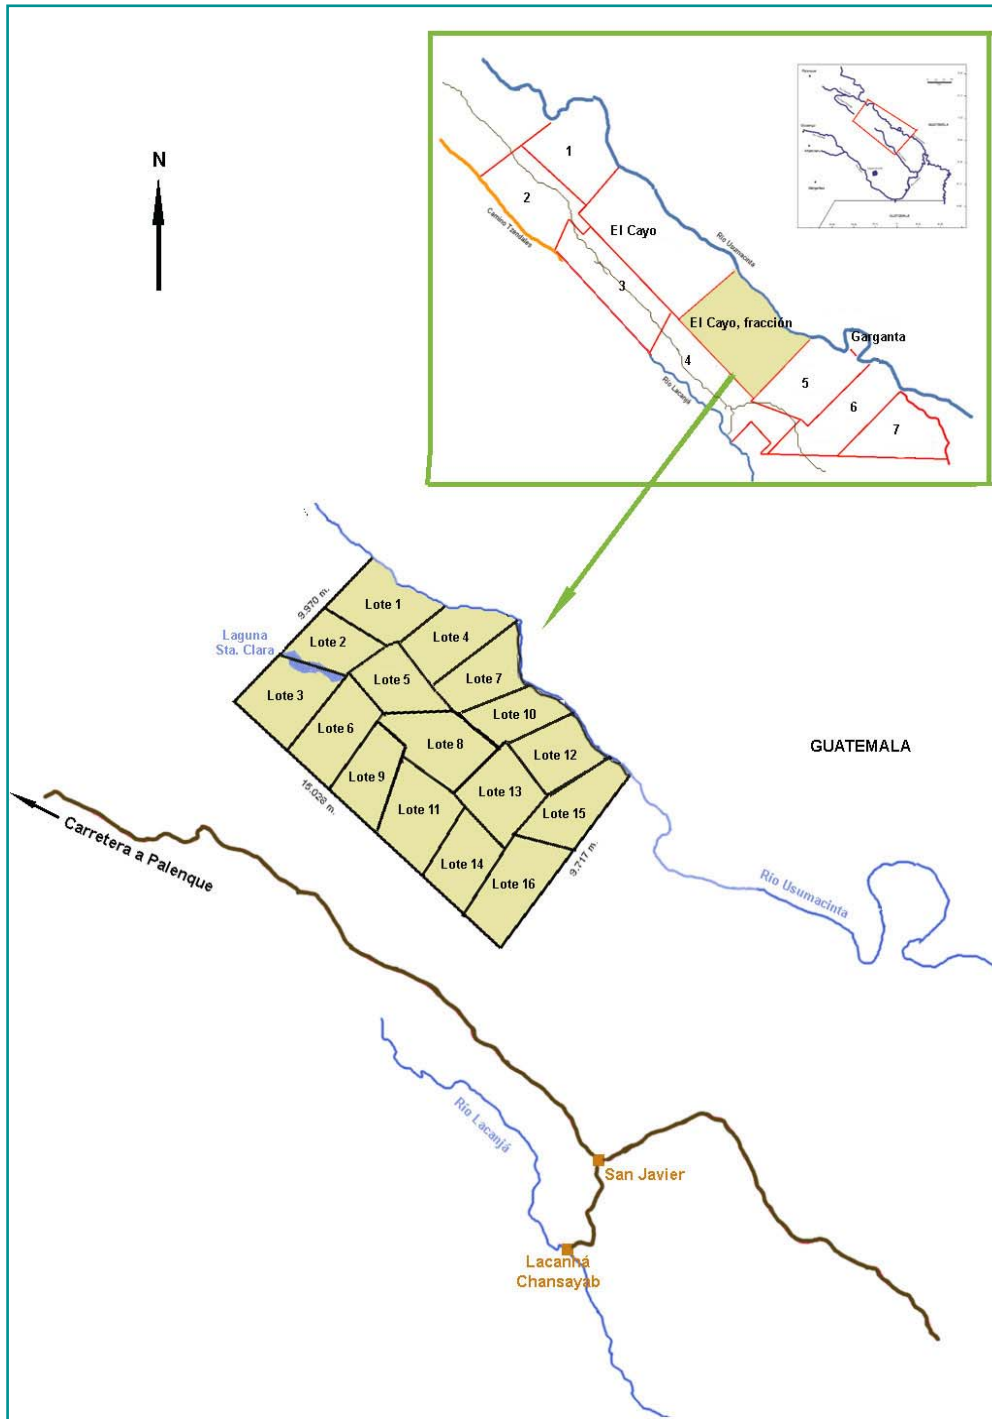 N
1
2
El Cayo
Camino Tzendales
Río Usumacinta
3
El Cayo, fracción
Garganta
4
Río Lacanjá
5
6
7
GUATEMALA
GUATEMALA
Lote 1
9.970 m.
Lote 2
Lote 4
Laguna
Sta. Clara
Lote 5
Lote 7
Lote 3
Lote 10
Lote 6
Lote 8
Lote 12
GUATEMALA
Lote 9
Lote 13
15.028 m.
Lote 11
Lote 15
Lote 14
Lote 16
9.717 m.
Carretera a Palenque
Río Usumacinta
Río Lacanjá
San Javier
Lacanhá
Chansayab